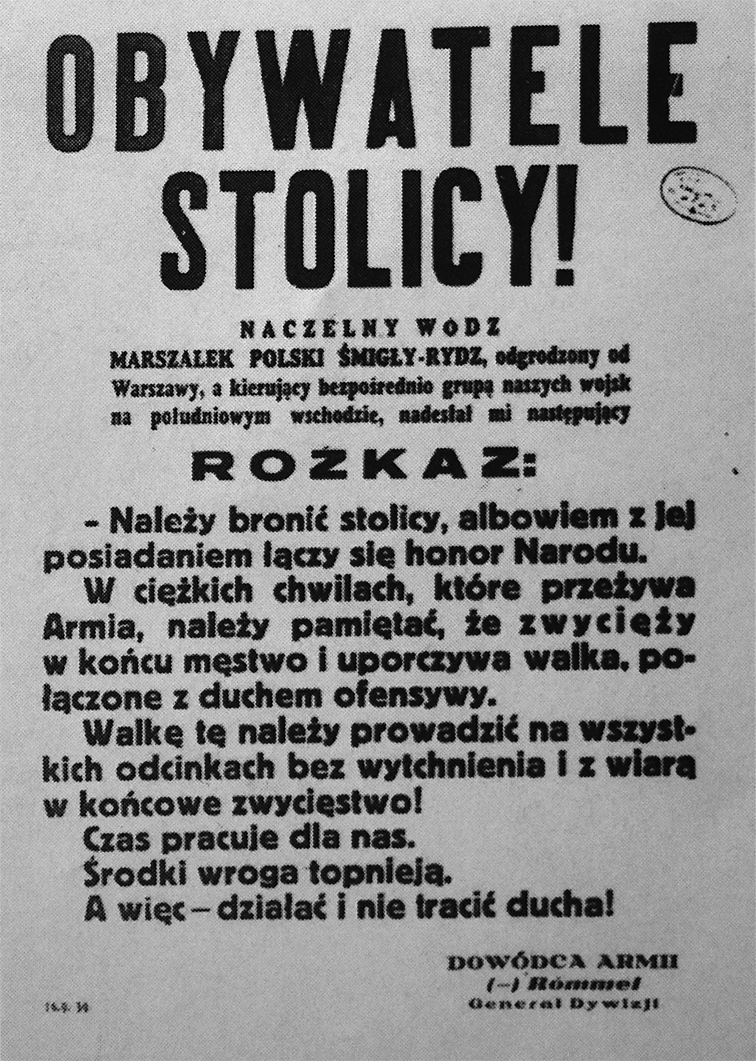 OBYWATELE
STOLICY!
NACZELNY WÓDZ
MARSZAŁEK POLSKI ŚMIGŁY-RYDZ, odgrodzony od
Warszawy, a kierujący bezpośrednio grupą naszych wojsk
na południowym wschodzie, nadesłał mi następujący
ROZKAZ:
- Należy bronić stolicy, albowiem z jej
posiadaniem łączy się honor Narodu.
W ciężkich chwilach, które przeżywa
Armia, należy pamiętać, że zwycięży
w końcu męstwo i uporczywa walka, po-
łączone z duchem ofensywy.
Walkę tę należy prowadzić na wszyst-
kich odcinkach bez wytchnienia i z wiarą
w końcowe zwycięstwo!
Czas pracuje dla nas.
Środki wroga topnieją.
A więc – działać i nie tracić ducha!
DOWÓDCA ARMII
(–) Rómmel
Generał Dywizji
16.9. 39